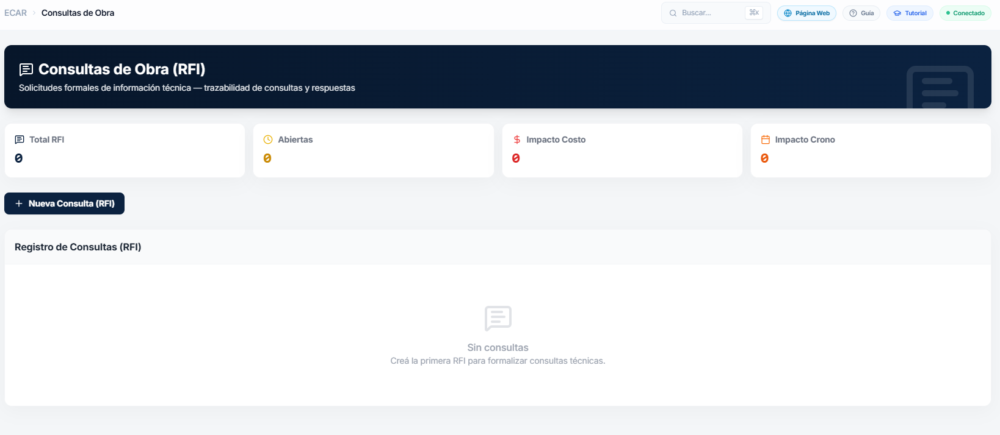 ECAR > Consultas de Obra
Buscar... ⌘K Página Web Guía Tutorial Conectado
Consultas de Obra (RFI)
Solicitudes formales de información técnica — trazabilidad de consultas y respuestas
Total RFI
0
Abiertas
0
Impacto Costo
0
Impacto Crono
0
+ Nueva Consulta (RFI)
Registro de Consultas (RFI)
Sin consultas
Creá la primera RFI para formalizar consultas técnicas.